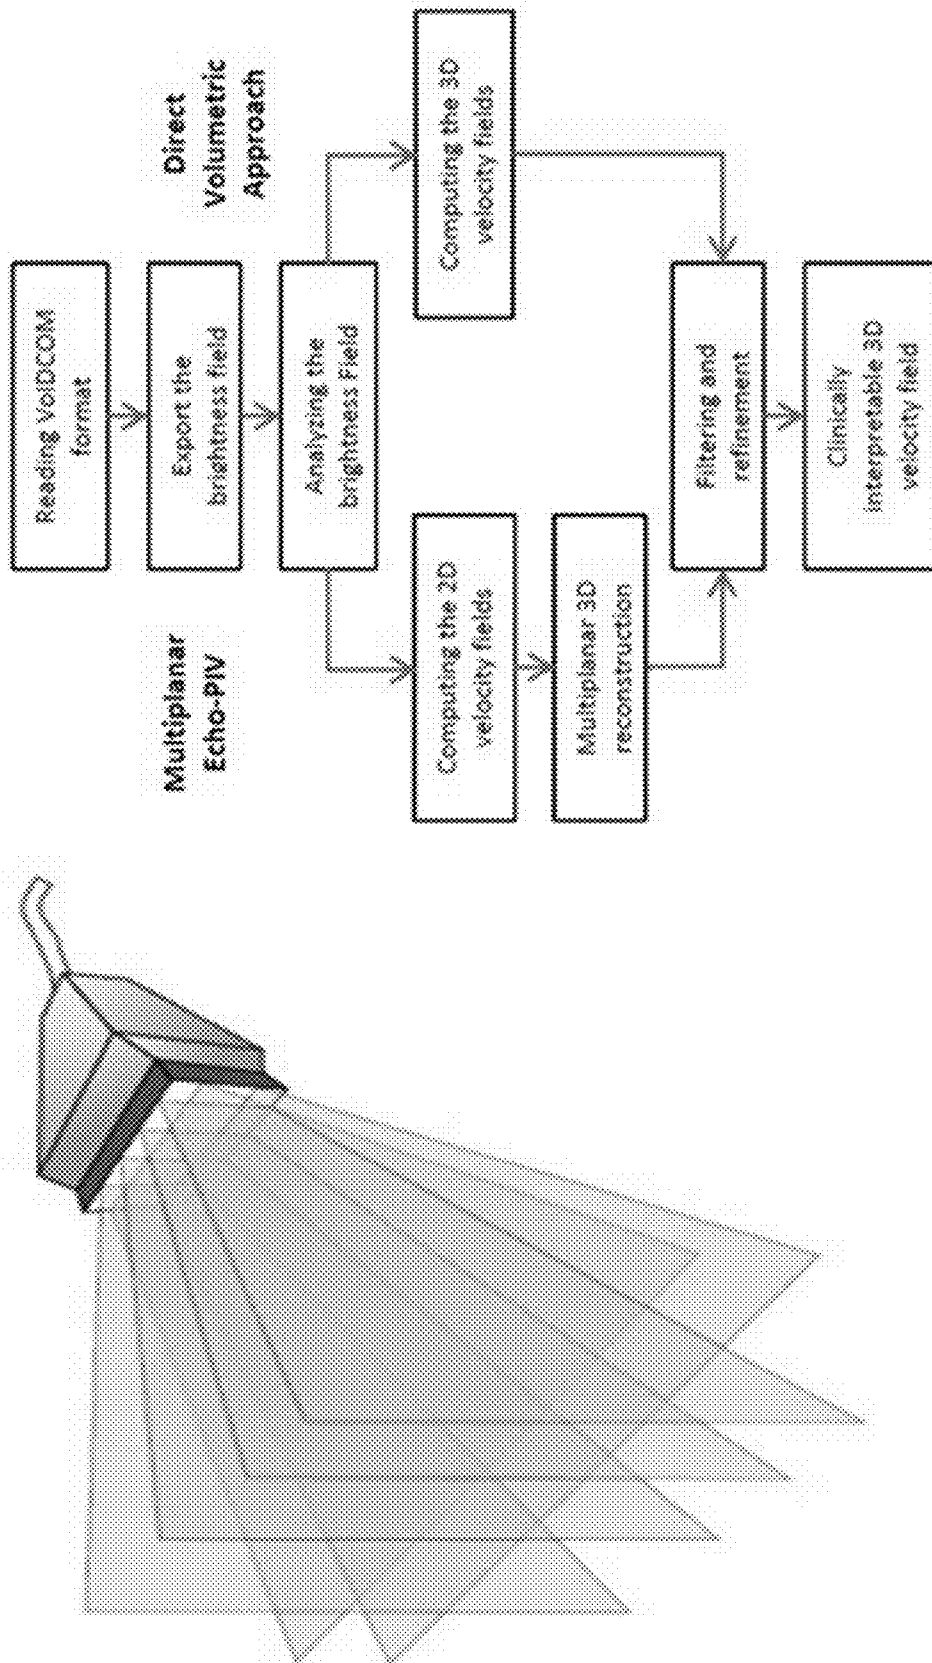 Reading VolDCOM
format
Export the
brightness field
Analyzing the
brightness Field
Multiplanar
Echo-PIV
Direct
Volumetric
Approach
Computing the 2D
velocity fields
Multiplanar 3D
reconstruction
Computing the 3D
velocity fields
Filtering and
refinement
Clinically
interpretable 3D
velocity field